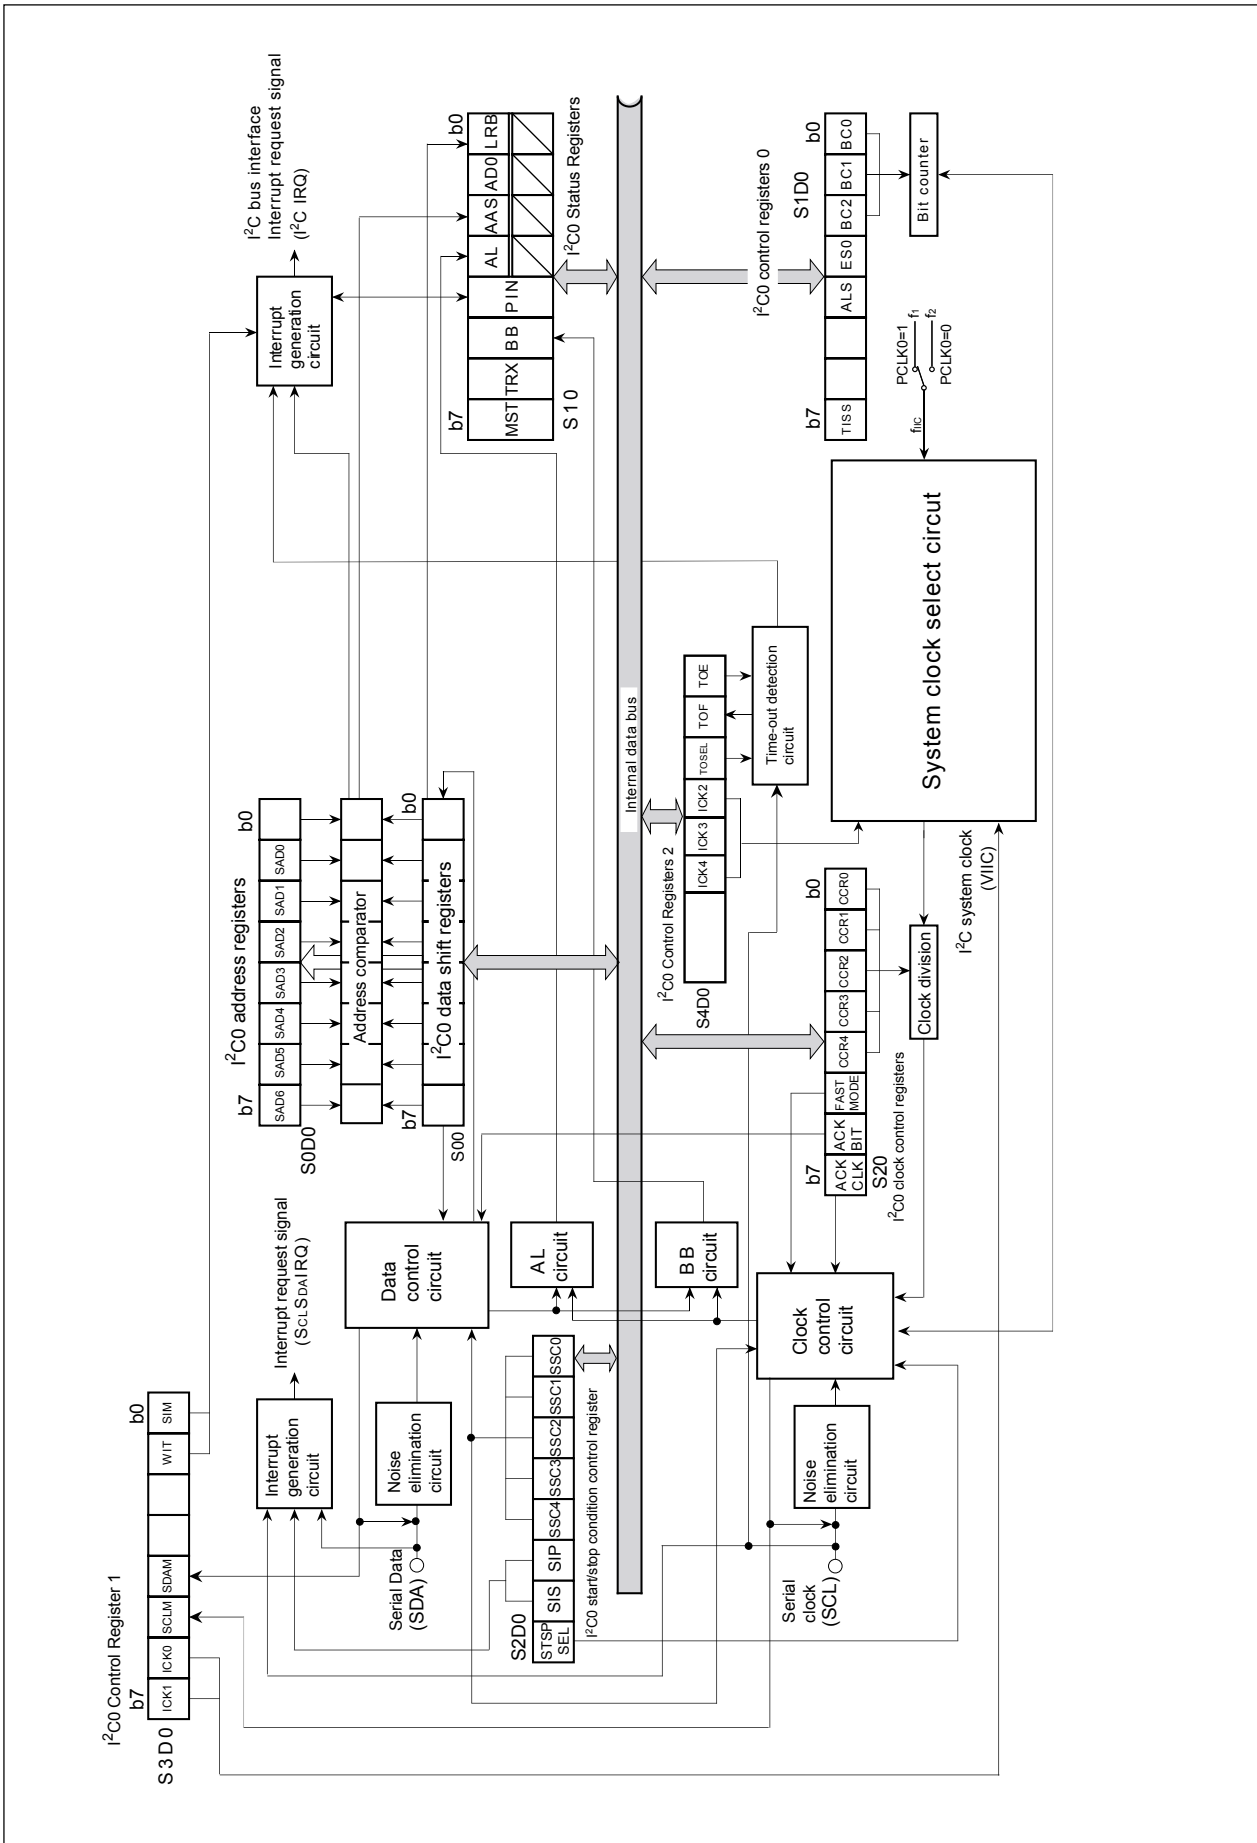 I²C0 Control Register 1
b7
b0
ICK1
ICK0
SCLM
SDAM
WIT
SIM
S3D0
Interrupt
generation
circuit
Interrupt request signal
(SCLSDAIRQ)
I²C0 address registers
b7
b0
SAD6
SAD5
SAD4
SAD3
SAD2
SAD1
SAD0
S0D0
Address comparator
b7
b0
I²C0 data shift registers
S00
Interrupt
generation
circuit
I²C bus interface
Interrupt request signal
(I²C IRQ)
Serial Data
(SDA)
Noise
elimination
circuit
Data
control
circuit
AL
circuit
BB
circuit
b7
b0
MST
TRX
BB
PIN
AL
AAS
AD0
LRB
S10
I²C0 Status Registers
S2D0
STSP
SEL
SIS
SIP
SSC4
SSC3
SSC2
SSC1
SSC0
I²C0 start/stop condition control register
Internal data bus
I²C0 Control Registers 2
S4D0
ICK4
ICK3
ICK2
TOSEL
TOF
TOE
Time-out detection
circuit
Serial
clock
(SCL)
Noise
elimination
circuit
Clock
control
circuit
b7
b0
ACK
CLK
ACK
BIT
FAST
MODE
CCR4
CCR3
CCR2
CCR1
CCR0
S20
I²C0 clock control registers
Clock division
I²C system clock
(VIIC)
System clock select circut
fIIC
PCLK0=1
f1
f2
PCLK0=0
I²C0 control registers 0
S1D0
b7
b0
TISS
ALS
ES0
BC2
BC1
BC0
Bit counter